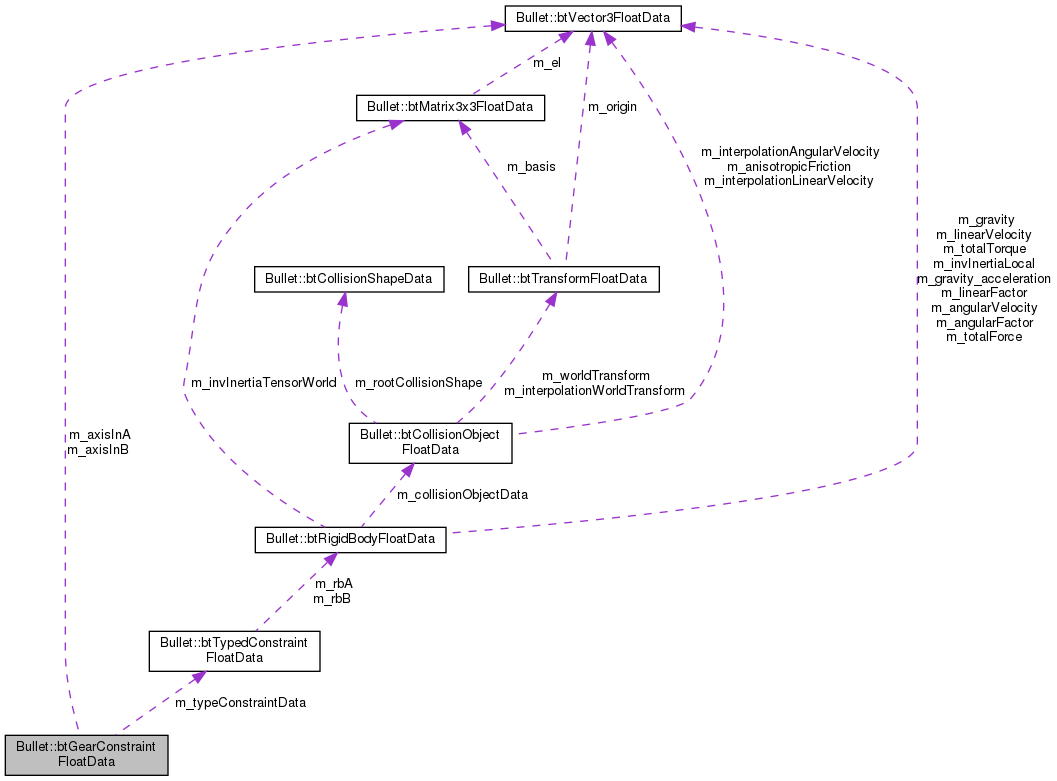 Bullet::btVector3FloatData
m_el
Bullet::btMatrix3x3FloatData
m_origin
m_interpolationAngularVelocity
m_anisotropicFriction
m_interpolationLinearVelocity
m_basis
m_gravity
m_linearVelocity
m_totalTorque
m_invInertiaLocal
m_gravity_acceleration
m_linearFactor
m_angularVelocity
m_angularFactor
m_totalForce
Bullet::btCollisionShapeData
Bullet::btTransformFloatData
m_invInertiaTensorWorld
m_rootCollisionShape
m_worldTransform
m_interpolationWorldTransform
m_axisInA
m_axisInB
Bullet::btCollisionObject
FloatData
m_collisionObjectData
Bullet::btRigidBodyFloatData
m_rbA
m_rbB
Bullet::btTypedConstraint
FloatData
m_typeConstraintData
Bullet::btGearConstraint
FloatData